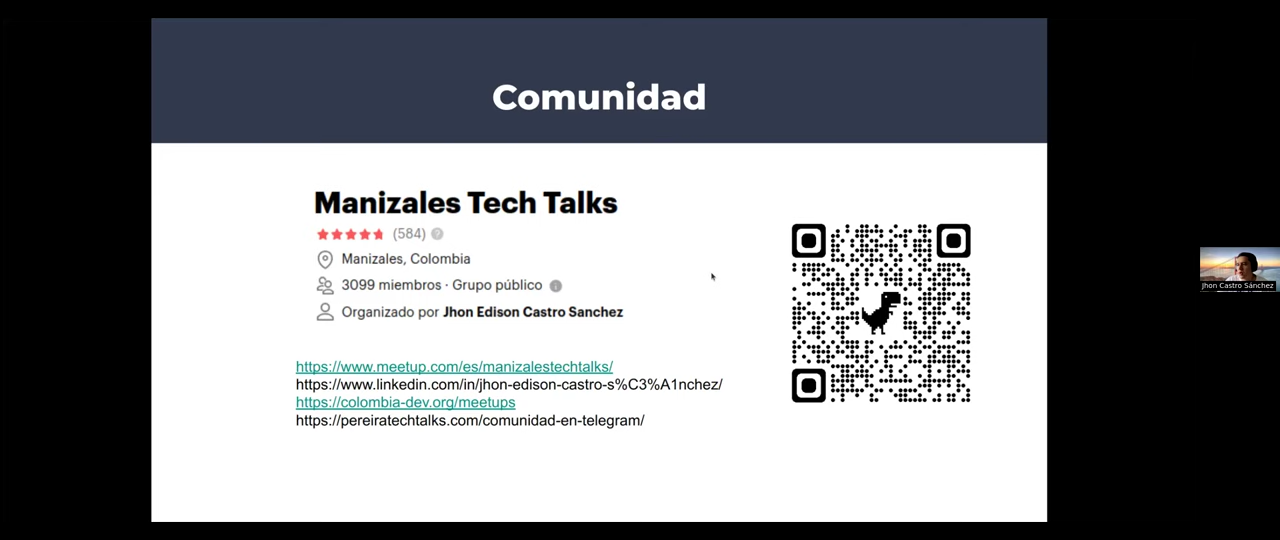 Comunidad
Manizales Tech Talks
(584)
Manizales, Colombia
3099 miembros · Grupo público
Organizado por Jhon Edison Castro Sanchez
https://www.meetup.com/es/manizalestechtalks/
https://www.linkedin.com/in/jhon-edison-castro-s%C3%A1nchez/
https://colombia-dev.org/meetups
https://pereiratechtalks.com/comunidad-en-telegram/
Jhon Castro Sánchez